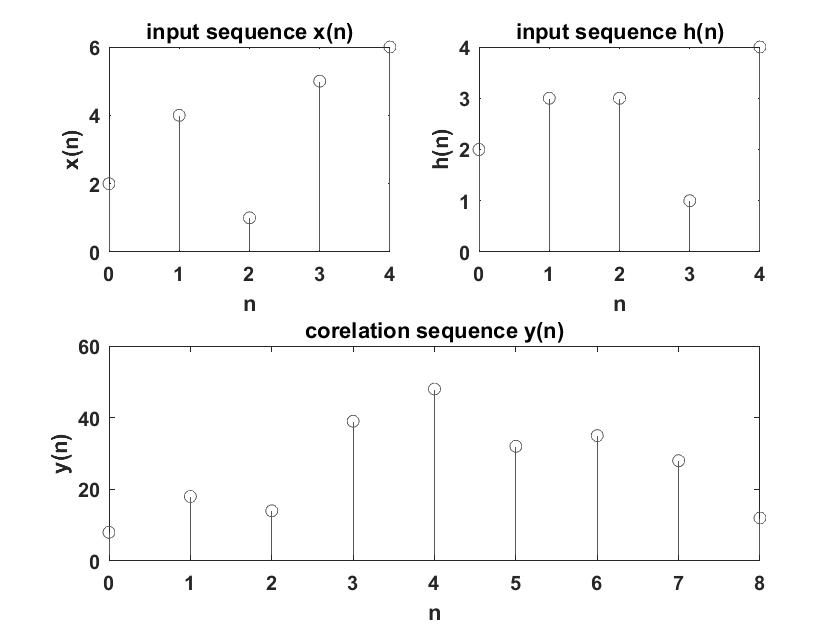 input sequence x(n)
6
4
2
0
x(n)
0 1 2 3 4
n
input sequence h(n)
4
3
2
1
0
h(n)
0 1 2 3 4
n
corelation sequence y(n)
60
40
20
0
y(n)
0 1 2 3 4 5 6 7 8
n